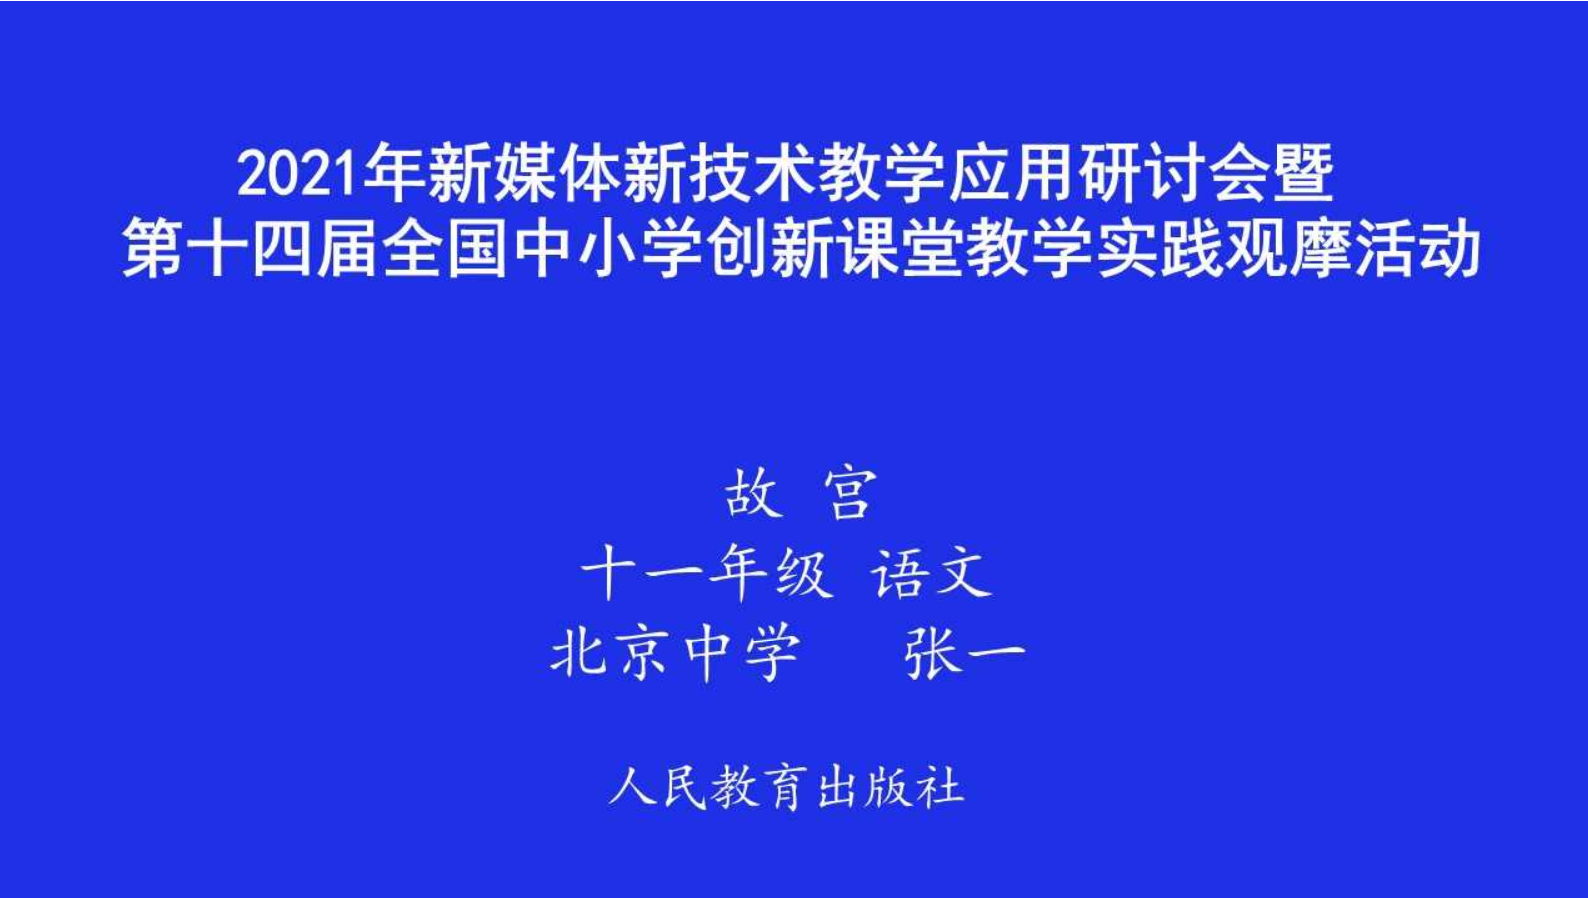 2021年新媒体新技术教学应用研讨会暨
第十四届全国中小学创新课堂教学实践观摩活动
故 宫
十一年级 语文
北京中学 张一
人民教育出版社